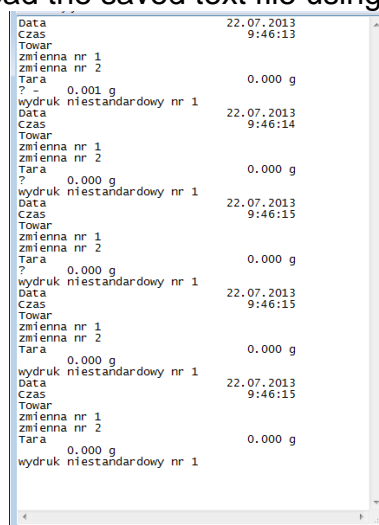 ad the saved text file using
Data 22.07.2013
Czas 9:46:13
Towar
zmienna nr 1
zmienna nr 2
Tara 0.000 g
? - 0.001 g
wydruk niestandardowy nr 1
Data 22.07.2013
Czas 9:46:14
Towar
zmienna nr 1
zmienna nr 2
Tara 0.000 g
? 0.000 g
wydruk niestandardowy nr 1
Data 22.07.2013
Czas 9:46:15
Towar
zmienna nr 1
zmienna nr 2
Tara 0.000 g
? 0.000 g
wydruk niestandardowy nr 1
Data 22.07.2013
Czas 9:46:15
Towar
zmienna nr 1
zmienna nr 2
Tara 0.000 g
0.000 g
wydruk niestandardowy nr 1
Data 22.07.2013
Czas 9:46:15
Towar
zmienna nr 1
zmienna nr 2
Tara 0.000 g
0.000 g
wydruk niestandardowy nr 1